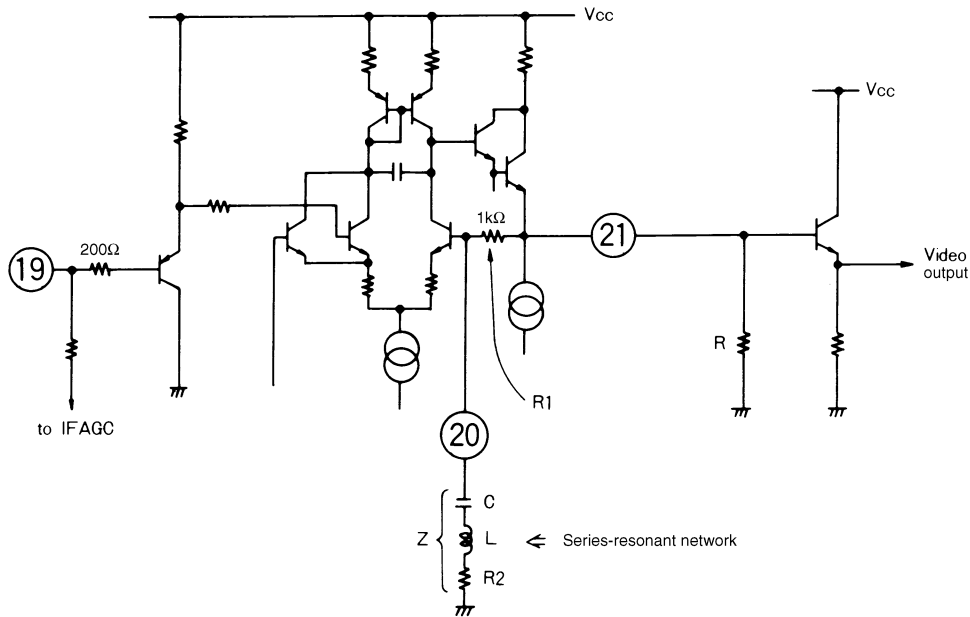 Vcc
Vcc
1kΩ
200Ω
19
21
Video
output
R
R1
to IFAGC
20
C
Z
L
Series-resonant network
R2